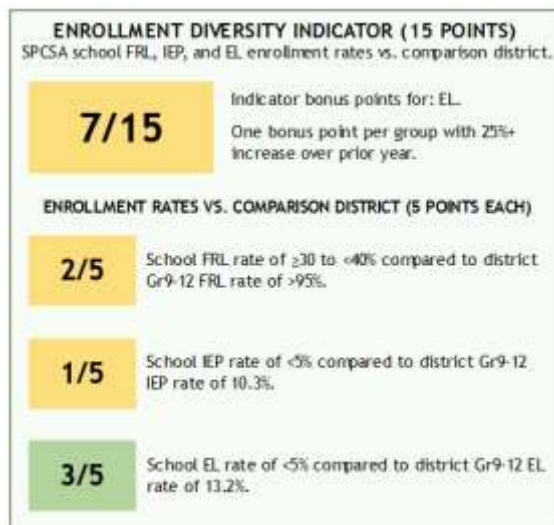 ENROLLMENT DIVERSITY INDICATOR (15 POINTS)
SPCSA school FRL, IEP, and EL enrollment rates vs. comparison district.
7/15
Indicator bonus points for: EL.
One bonus point per group with 25%+
increase over prior year.
ENROLLMENT RATES VS. COMPARISON DISTRICT (5 POINTS EACH)
2/5
School FRL rate of ≥30 to <40% compared to district
Gr9-12 FRL rate of >95%.
1/5
School IEP rate of <5% compared to district Gr9-12
IEP rate of 10.3%.
3/5
School EL rate of <5% compared to district Gr9-12 EL
rate of 13.2%.